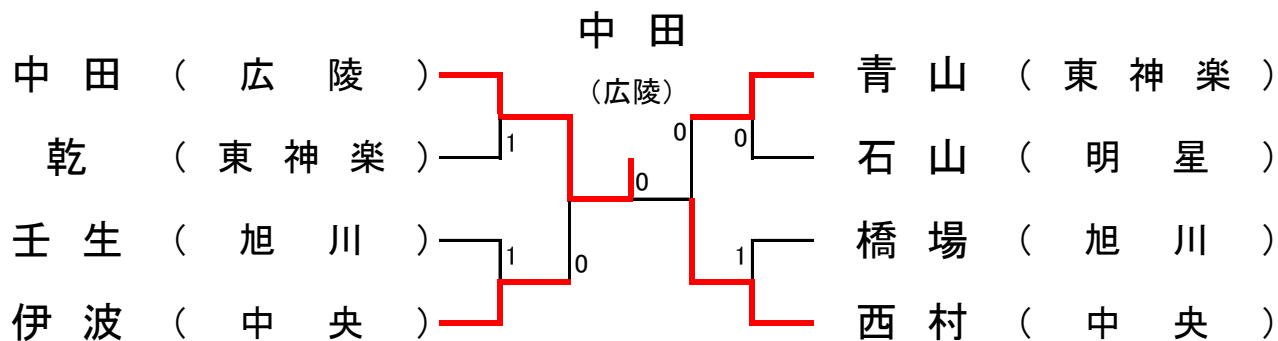 中田
(広陵)
中田 (広陵) 青山 (東神楽)
1 0 0
乾 (東神楽) 石山 (明星)
0
壬生 (旭川) 橋場 (旭川)
1 0 1
伊波 (中央) 西村 (中央)